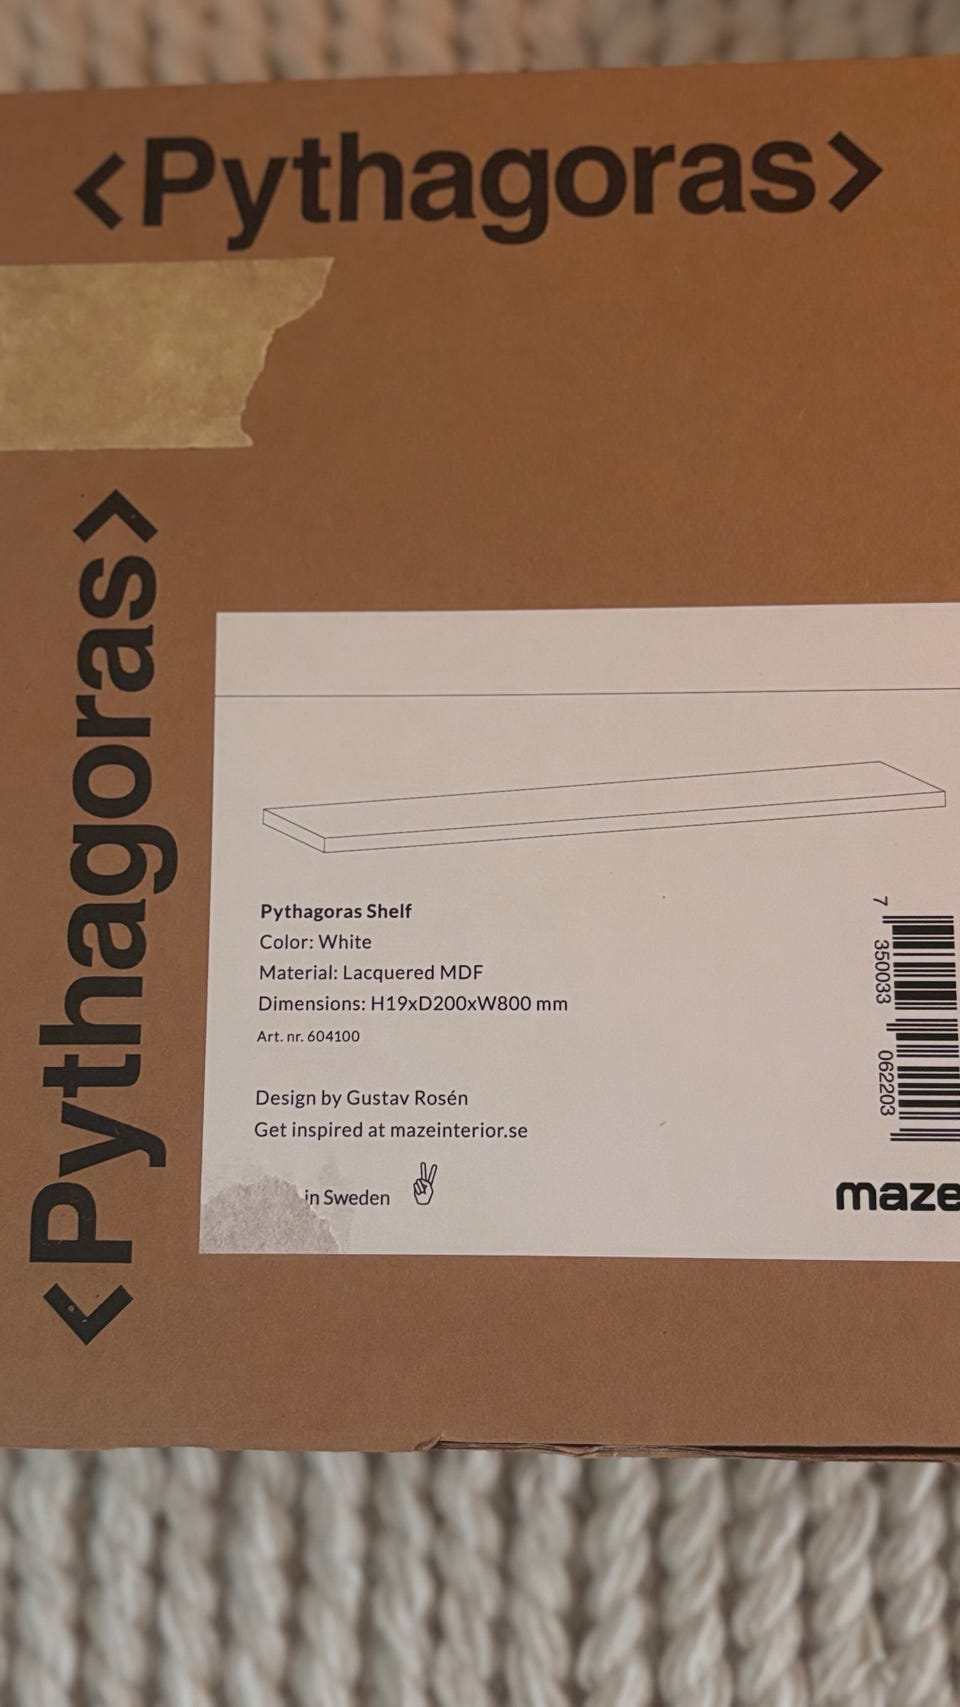 <Pythagoras>
<Pythagoras>
Pythagoras Shelf
Color: White
Material: Lacquered MDF
Dimensions: H19xD200xW800 mm
Art. nr. 604100
Design by Gustav Rosén
Get inspired at mazeinterior.se
in Sweden
7 350033 062203
maze